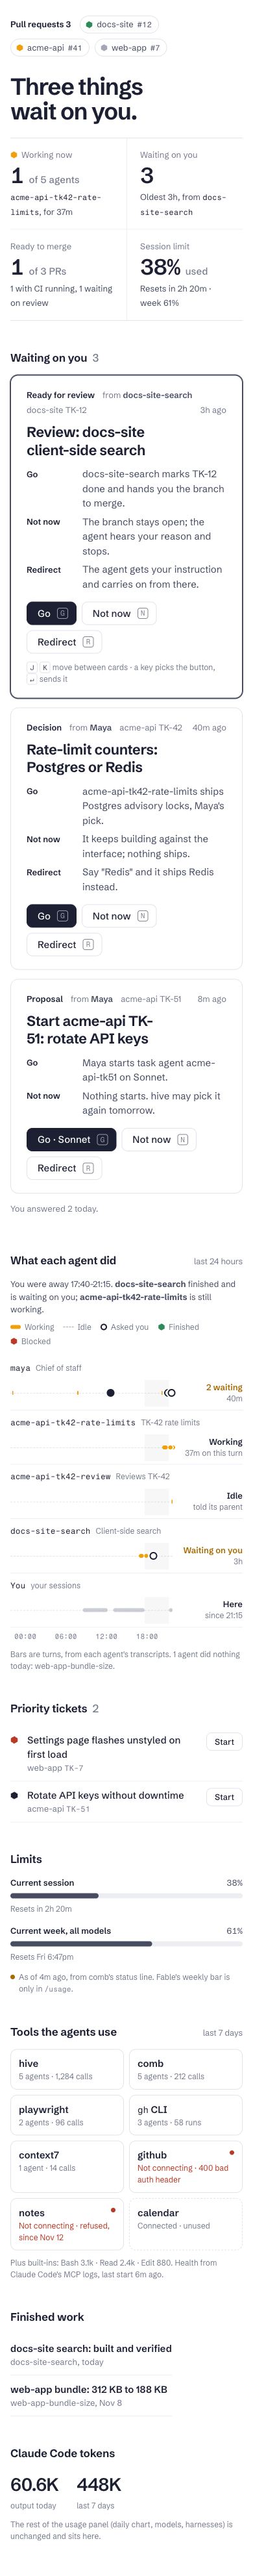 Pull requests 3 docs-site #12
acme-api #41 web-app #7
Three things
wait on you.
Working now
1 of 5 agents
acme-api-tk42-rate-
limits, for 37m
Waiting on you
3
Oldest 3h, from docs-
site-search
Ready to merge
1 of 3 PRs
1 with CI running, 1 waiting
on review
Session limit
38% used
Resets in 2h 20m ·
week 61%
Waiting on you 3
Ready for review from docs-site-search
docs-site TK-12 3h ago
Review: docs-site
client-side search
Go docs-site-search marks TK-12
done and hands you the branch
to merge.
Not now The branch stays open; the
agent hears your reason and
stops.
Redirect The agent gets your instruction
and carries on from there.
Go G Not now N
Redirect R
J K move between cards · a key picks the button,
↵ sends it
Decision from Maya acme-api TK-42 40m ago
Rate-limit counters:
Postgres or Redis
Go acme-api-tk42-rate-limits ships
Postgres advisory locks, Maya's
pick.
Not now It keeps building against the
interface; nothing ships.
Redirect Say "Redis" and it ships Redis
instead.
Go G Not now N
Redirect R
Proposal from Maya acme-api TK-51 8m ago
Start acme-api TK-
51: rotate API keys
Go Maya starts task agent acme-
api-tk51 on Sonnet.
Not now Nothing starts. hive may pick it
again tomorrow.
Go · Sonnet G Not now N
Redirect R
You answered 2 today.
What each agent did last 24 hours
You were away 17:40-21:15. docs-site-search finished and
is waiting on you; acme-api-tk42-rate-limits is still
working.
Working Idle Asked you Finished
Blocked
maya Chief of staff
2 waiting
40m
acme-api-tk42-rate-limits TK-42 rate limits
Working
37m on this turn
acme-api-tk42-review Reviews TK-42
Idle
told its parent
docs-site-search Client-side search
Waiting on you
3h
You your sessions
Here
since 21:15
00:00 06:00 12:00 18:00
Bars are turns, from each agent's transcripts. 1 agent did nothing
today: web-app-bundle-size.
Priority tickets 2
Settings page flashes unstyled on
first load
web-app TK-7
Start
Rotate API keys without downtime
acme-api TK-51
Start
Limits
Current session 38%
Resets in 2h 20m
Current week, all models 61%
Resets Fri 6:47pm
As of 4m ago, from comb's status line. Fable's weekly bar is
only in /usage.
Tools the agents use last 7 days
hive
5 agents · 1,284 calls
comb
5 agents · 212 calls
playwright
2 agents · 96 calls
gh CLI
3 agents · 58 runs
context7
1 agent · 14 calls
github
Not connecting · 400 bad
auth header
notes
Not connecting · refused,
since Nov 12
calendar
Connected · unused
Plus built-ins: Bash 3.1k · Read 2.4k · Edit 880. Health from
Claude Code's MCP logs, last start 6m ago.
Finished work
docs-site search: built and verified
docs-site-search, today
web-app bundle: 312 KB to 188 KB
web-app-bundle-size, Nov 8
Claude Code tokens
60.6K
output today
448K
last 7 days
The rest of the usage panel (daily chart, models, harnesses) is
unchanged and sits here.